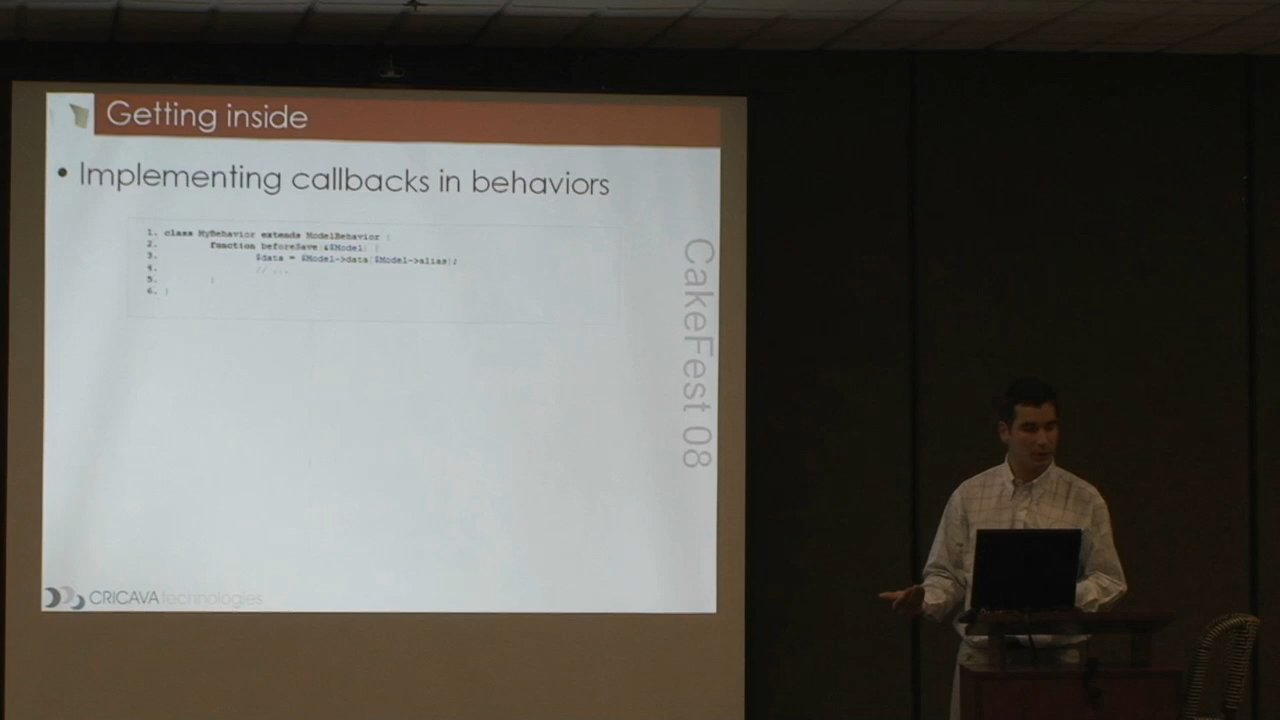 Getting inside
• Implementing callbacks in behaviors
1. class MyBehavior extends ModelBehavior {
2. function beforeSave(&$Model) {
3. $data = $Model->data[$Model->alias];
4. // ...
5. }
6. }
CakeFest 08
CRICAVA technologies